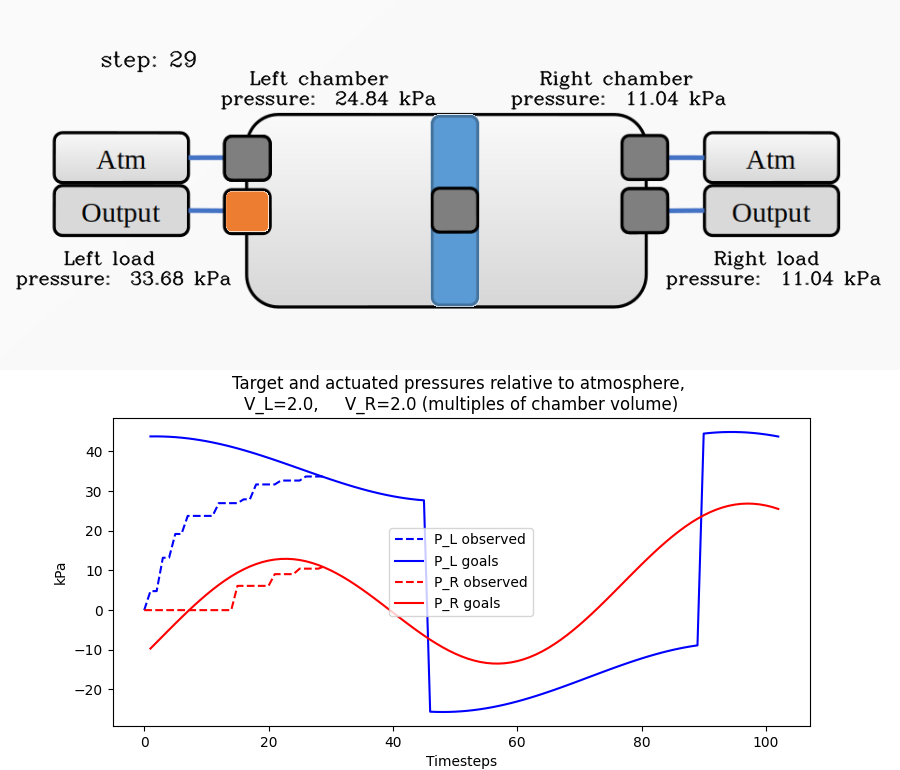 step: 29
Left chamber
pressure: 24.84 kPa
Right chamber
pressure: 11.04 kPa
Atm
Atm
Output
Output
Left load
pressure: 33.68 kPa
Right load
pressure: 11.04 kPa
Target and actuated pressures relative to atmosphere,
V_L=2.0, V_R=2.0 (multiples of chamber volume)
kPa
40
30
20
10
0
−10
−20
P_L observed
P_L goals
P_R observed
P_R goals
0 20 40 60 80 100
Timesteps